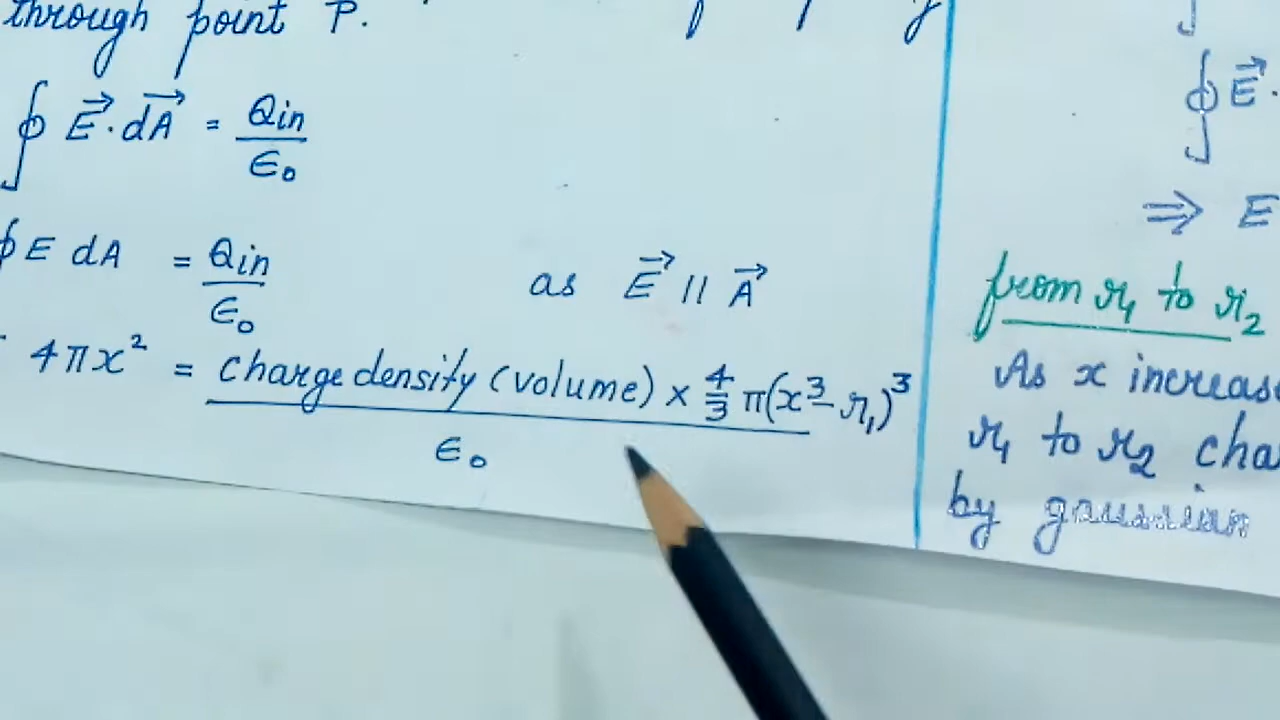 through point P.
∮ E⃗ · dA⃗ = Qin / ϵ₀
∮ E dA = Qin / ϵ₀ as E⃗ // A⃗
4πx² = charge density (volume) × 4/3 π(x³ - r₁)³ / ϵ₀
∮ E⃗ ·
⇒ E
from r₁ to r₂
As x increase
r₁ to r₂ cha
by gaussian